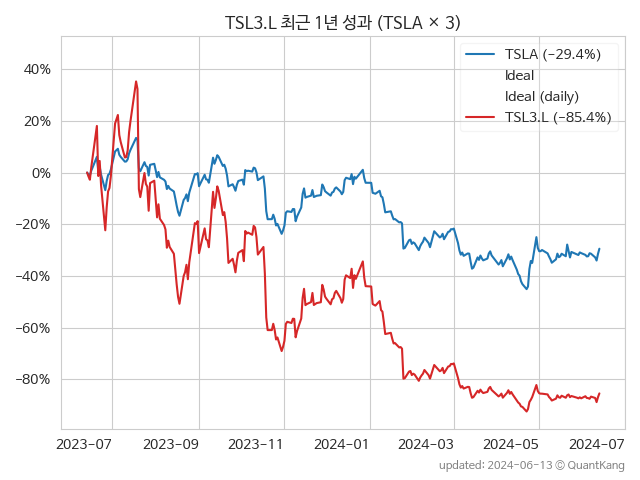 TSL3.L 최근 1년 성과 (TSLA × 3)
TSLA (−29.4%)
Ideal
Ideal (daily)
TSL3.L (−85.4%)
40%
20%
0%
−20%
−40%
−60%
−80%
2023-07
2023-09
2023-11
2024-01
2024-03
2024-05
2024-07
updated: 2024-06-13 © QuantKang